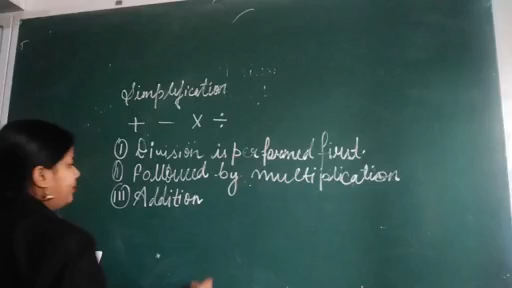 Simplification
+ - × ÷
(i) Division is performed first.
(ii) Followed by multiplication
(iii) Addition